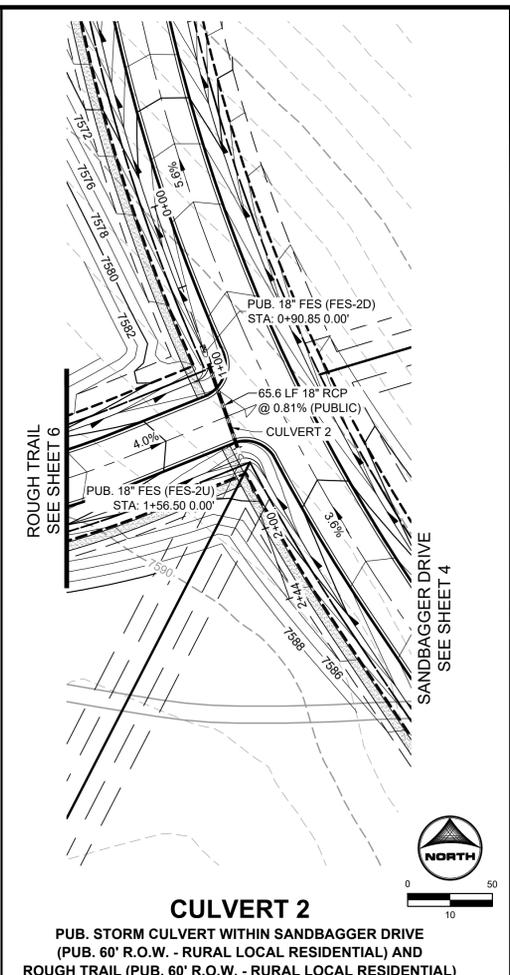 7572
7576
7578
7580
7582
5.6%
0+00
PUB. 18" FES (FES-2D)
STA: 0+90.85 0.00'
1+00
65.6 LF 18" RCP
@ 0.81% (PUBLIC)
CULVERT 2
4.0%
ROUGH TRAIL
SEE SHEET 6
PUB. 18" FES (FES-2U)
STA: 1+56.50 0.00'
2+00
3.6%
7590
2+44
7588
7586
SANDBAGGER DRIVE
SEE SHEET 4
NORTH
0 50
10
CULVERT 2
PUB. STORM CULVERT WITHIN SANDBAGGER DRIVE
(PUB. 60' R.O.W. - RURAL LOCAL RESIDENTIAL) AND
ROUGH TRAIL (PUB. 60' R.O.W. - RURAL LOCAL RESIDENTIAL)